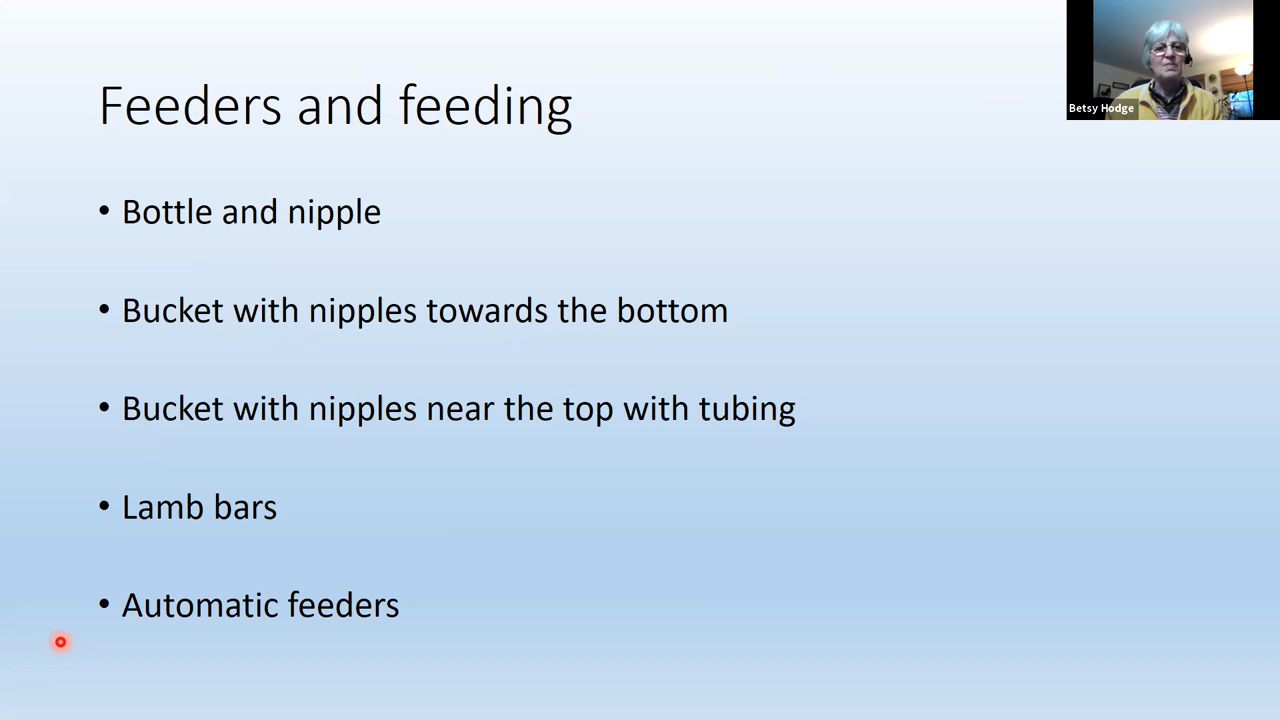 Feeders and feeding
Betsy Hodge
• Bottle and nipple
• Bucket with nipples towards the bottom
• Bucket with nipples near the top with tubing
• Lamb bars
• Automatic feeders